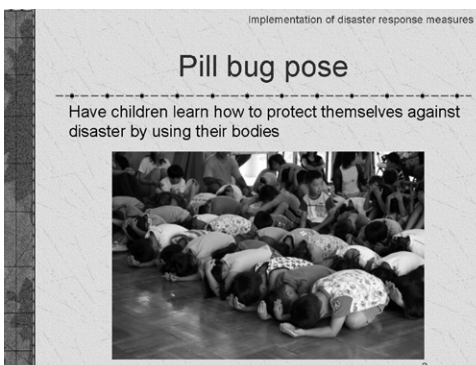 Implementation of disaster response measures
Pill bug pose
Have children learn how to protect themselves against
disaster by using their bodies